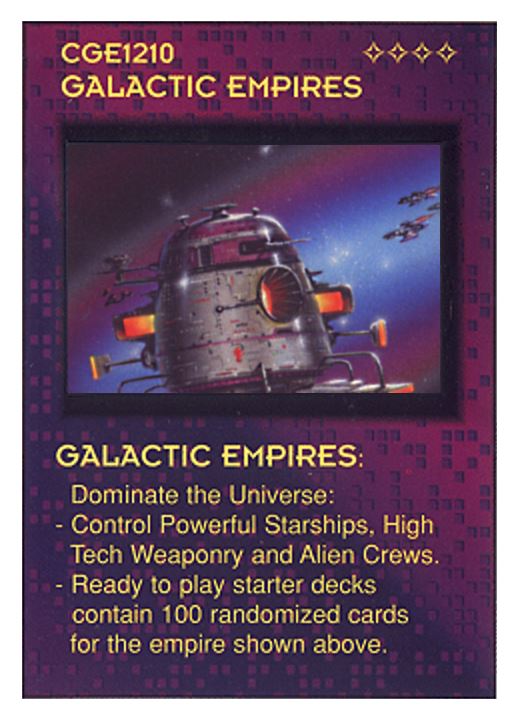 CGE1210
GALACTIC EMPIRES
GALACTIC EMPIRES:
Dominate the Universe:
- Control Powerful Starships, High
Tech Weaponry and Alien Crews.
- Ready to play starter decks
contain 100 randomized cards
for the empire shown above.